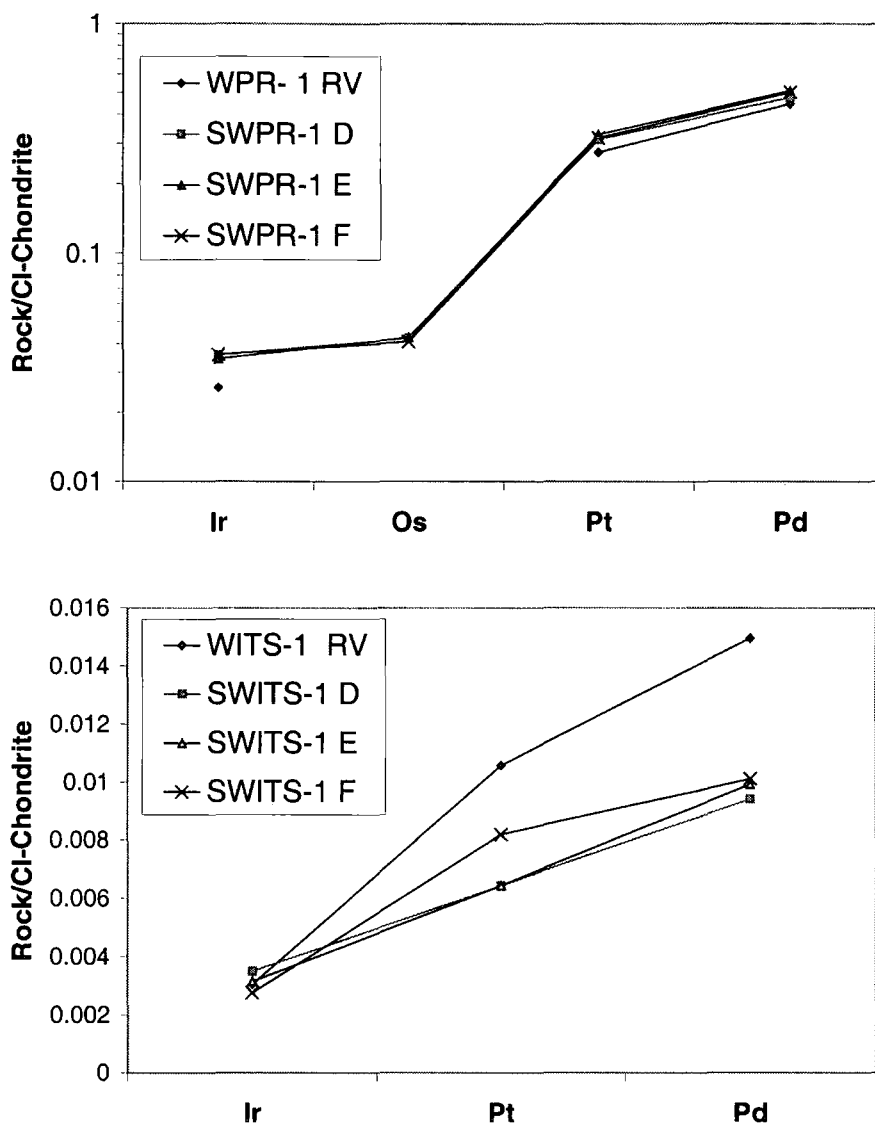 1
WPR- 1 RV
SWPR-1 D
SWPR-1 E
SWPR-1 F
0.1
0.01
Rock/CI-Chondrite
Ir Os Pt Pd
0.016
WITS-1 RV
SWITS-1 D
SWITS-1 E
SWITS-1 F
0.014
0.012
0.01
0.008
0.006
0.004
0.002
0
Rock/CI-Chondrite
Ir Pt Pd